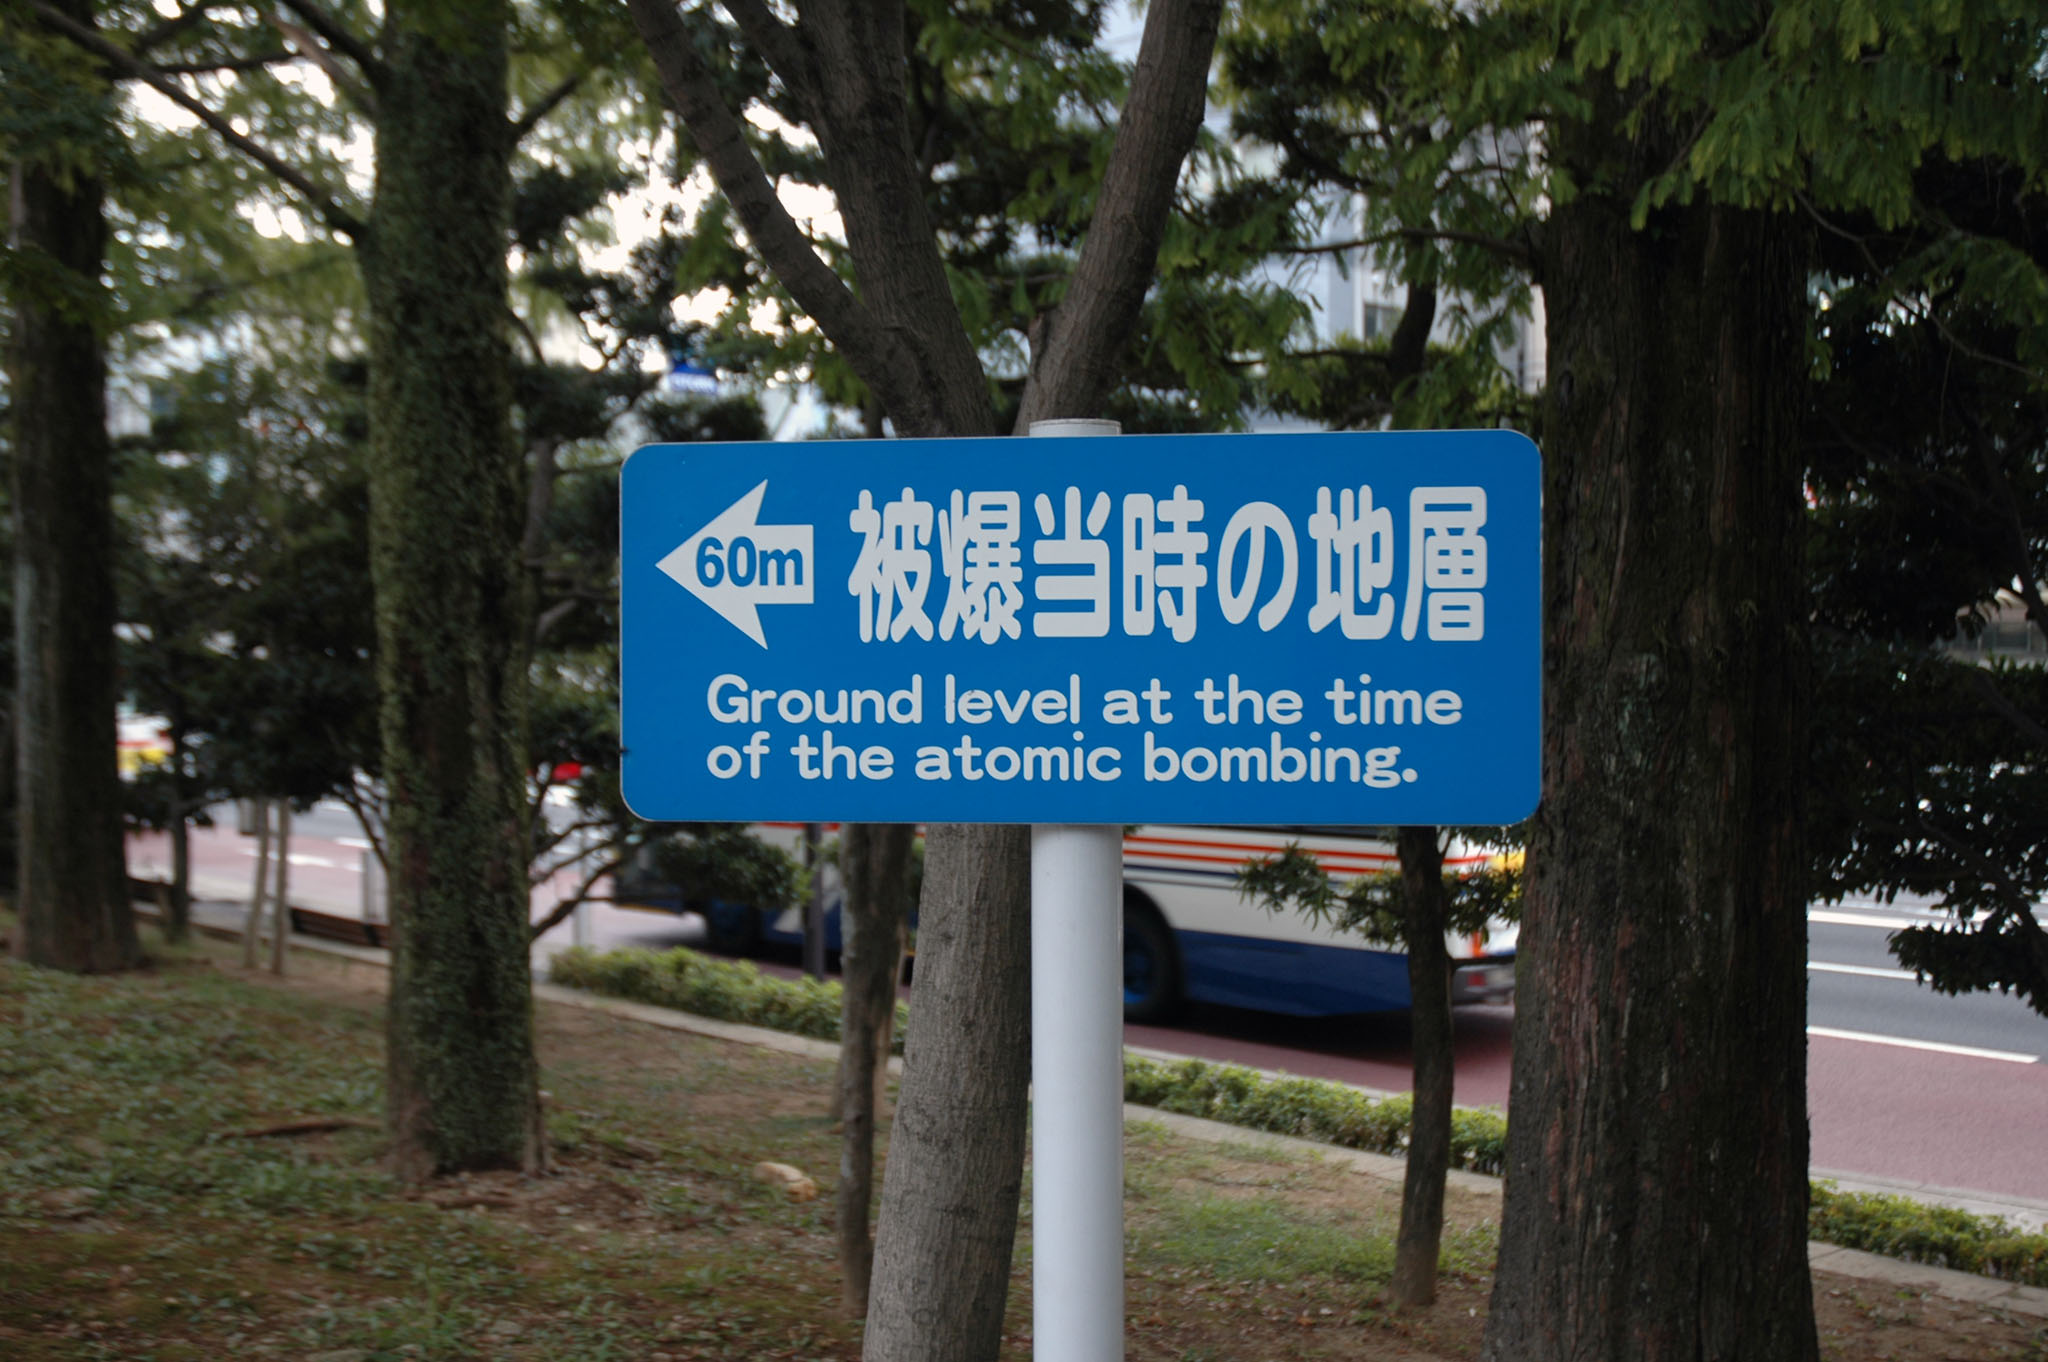 60m
被爆当時の地層
Ground level at the time
of the atomic bombing.